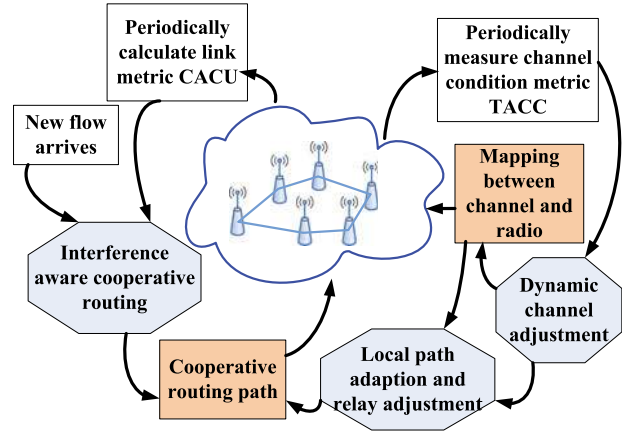 Periodically
calculate link
metric CACU
Periodically
measure channel
condition metric
TACC
New flow
arrives
Mapping
between
channel and
radio
Interference
aware cooperative
routing
Dynamic
channel
adjustment
Cooperative
routing path
Local path
adaption and
relay adjustment